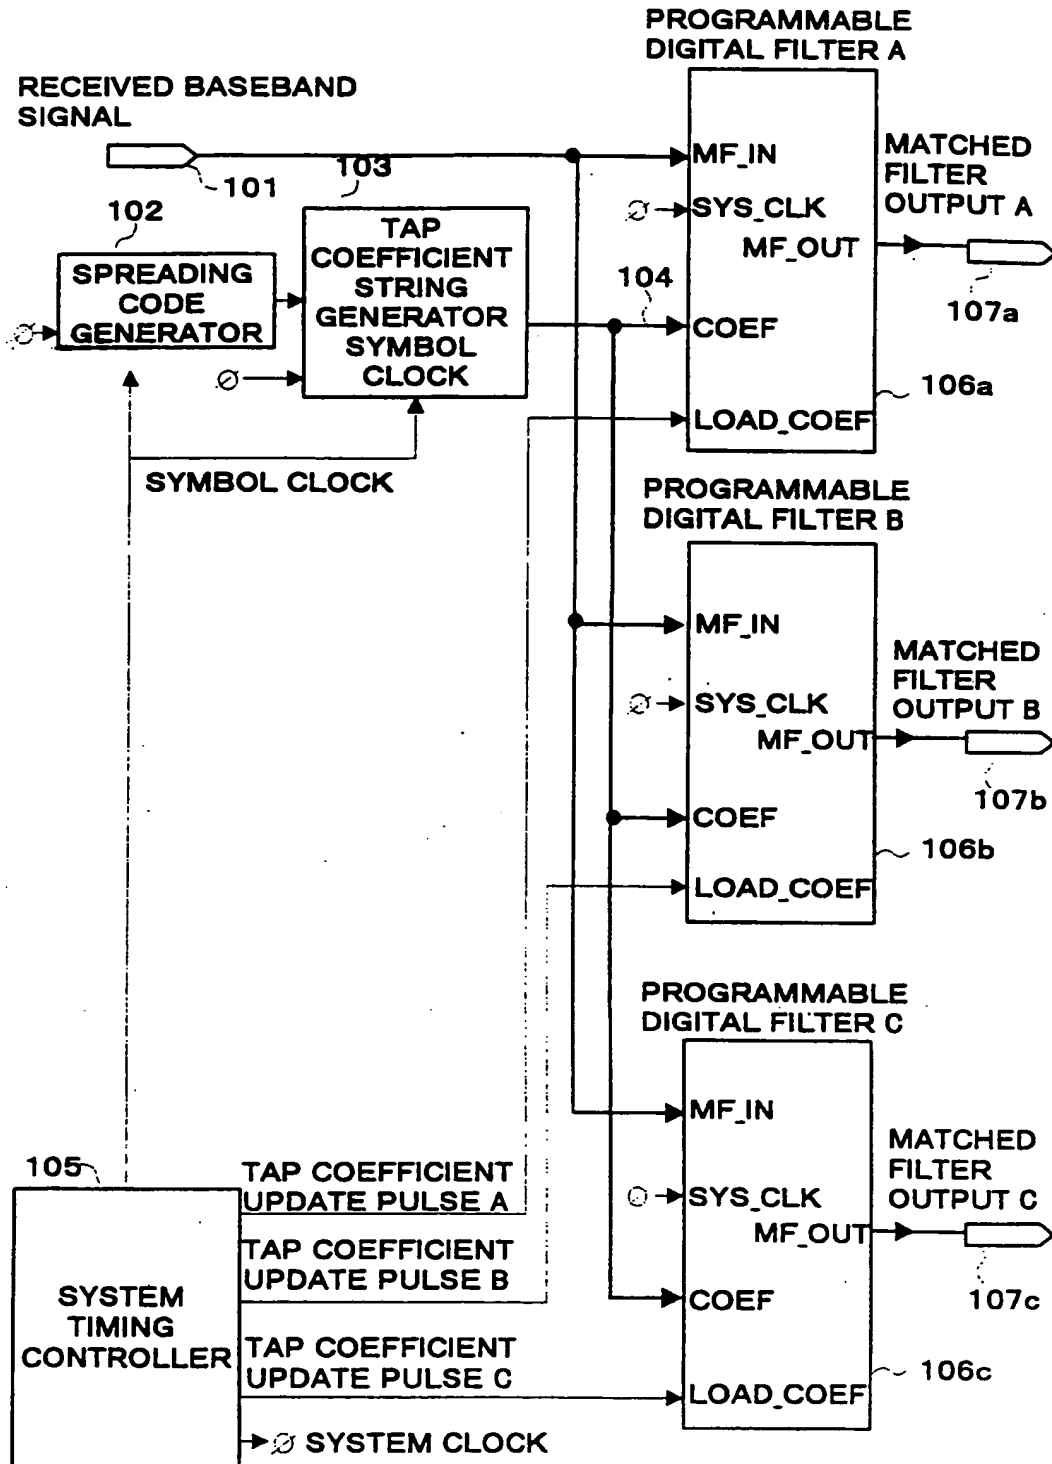 PROGRAMMABLE
DIGITAL FILTER A
RECEIVED BASEBAND
SIGNAL
101
102
103
SPREADING
CODE
GENERATOR
TAP
COEFFICIENT
STRING
GENERATOR
SYMBOL
CLOCK
104
MF_IN
SYS_CLK
MF_OUT
COEF
LOAD_COEF
MATCHED
FILTER
OUTPUT A
107a
106a
SYMBOL CLOCK
PROGRAMMABLE
DIGITAL FILTER B
MF_IN
SYS_CLK
MF_OUT
COEF
LOAD_COEF
MATCHED
FILTER
OUTPUT B
107b
106b
PROGRAMMABLE
DIGITAL FILTER C
MF_IN
SYS_CLK
MF_OUT
COEF
LOAD_COEF
MATCHED
FILTER
OUTPUT C
107c
106c
105
SYSTEM
TIMING
CONTROLLER
TAP COEFFICIENT
UPDATE PULSE A
TAP COEFFICIENT
UPDATE PULSE B
TAP COEFFICIENT
UPDATE PULSE C
SYSTEM CLOCK